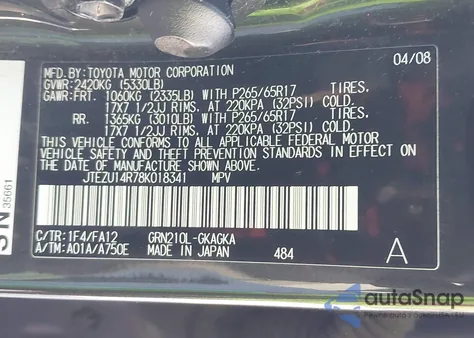 04/08
MFD. BY: TOYOTA MOTOR CORPORATION
GVWR: 2420KG (5330LB)
GAWR: FRT. 1060KG (2335LB) WITH P265/65R17 TIRES.
17X7 1/2JJ RIMS, AT 220KPA (32PSI) COLD.
RR. 1365KG (3010LB) WITH P265/65R17 TIRES.
17X7 1/2JJ RIMS, AT 220KPA (32PSI) COLD.
THIS VEHICLE CONFORMS TO ALL APPLICABLE FEDERAL MOTOR
VEHICLE SAFETY, BUMPER, AND THEFT PREVENTION STANDARDS IN EFFECT ON
THE DATE OF MANUFACTURE SHOWN ABOVE.
JTEZU14R78K018341 MPV
C/TR: 1F4/FA12 GRN210L-GKAGKA
A/TM: A01A/A750E MADE IN JAPAN 484
A
SN
35661
autaSnap